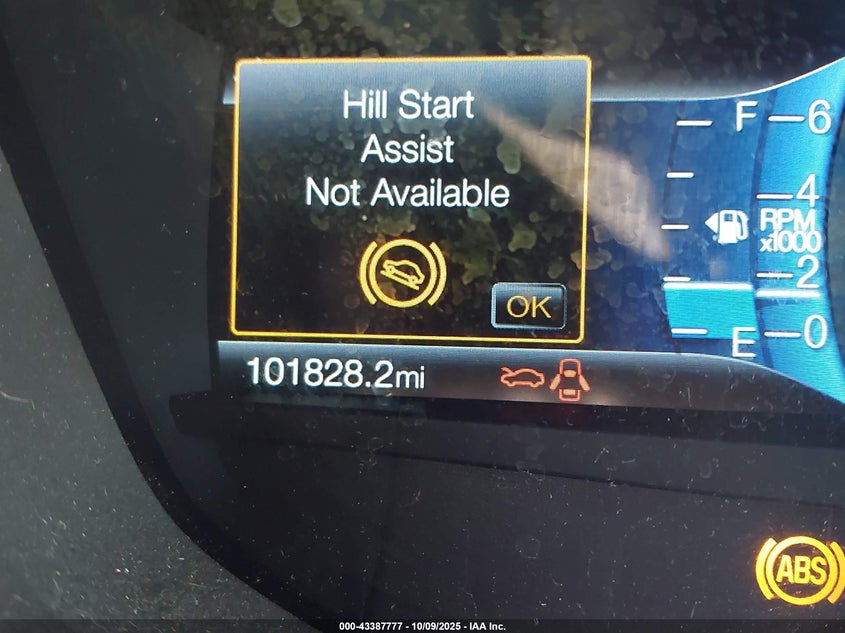 Hill Start
Assist
Not Available
OK
101828.2mi
F
E
6
4
RPM
x1000
2
0
ABS
000-43387777 - 10/09/2025 - IAA Inc.